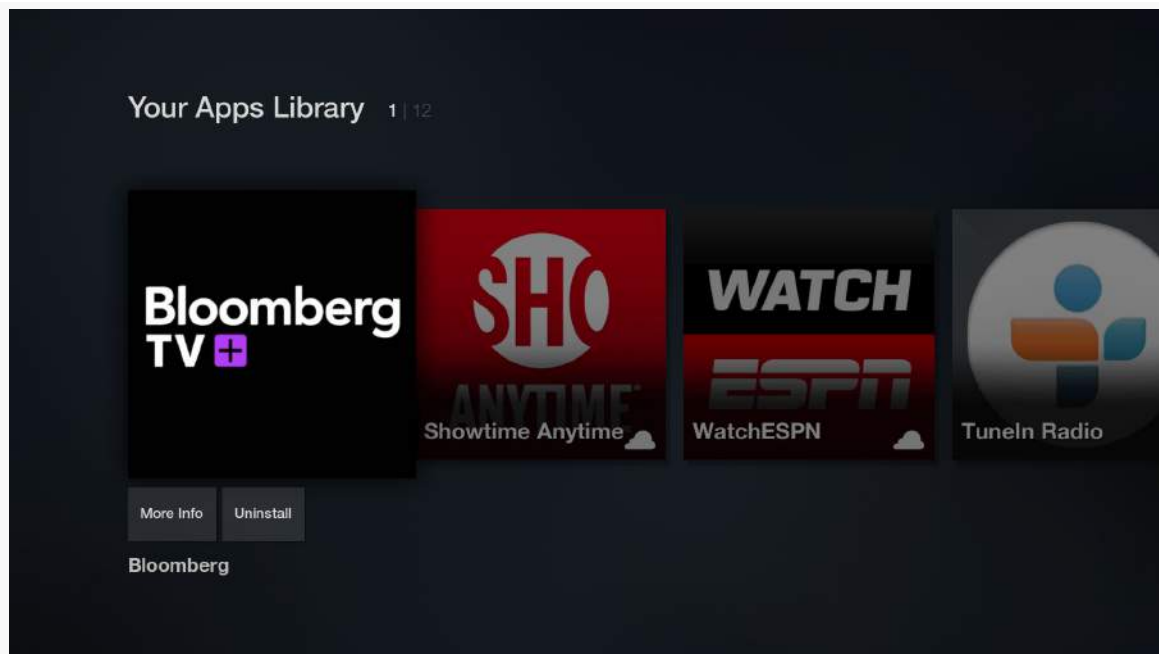 Your Apps Library 1 | 12
Bloomberg
TV+
SHO
ANYTIME
Showtime Anytime
WATCH
ESPN
WatchESPN
TuneIn Radio
More Info
Uninstall
Bloomberg